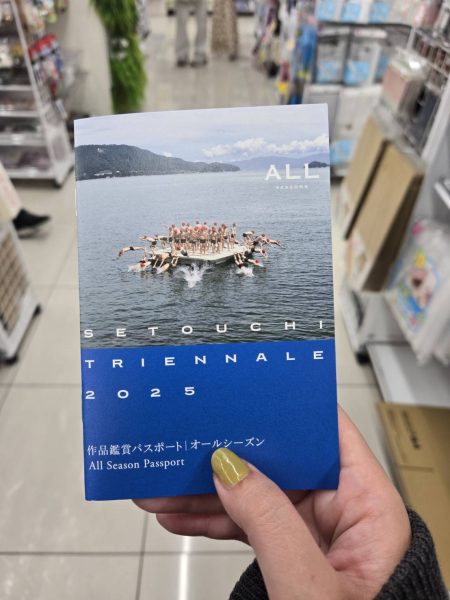 ALL
SEASONS
SETOUCHI
TRIENNALE
2025
作品鑑賞パスポート|オールシーズン
All Season Passport